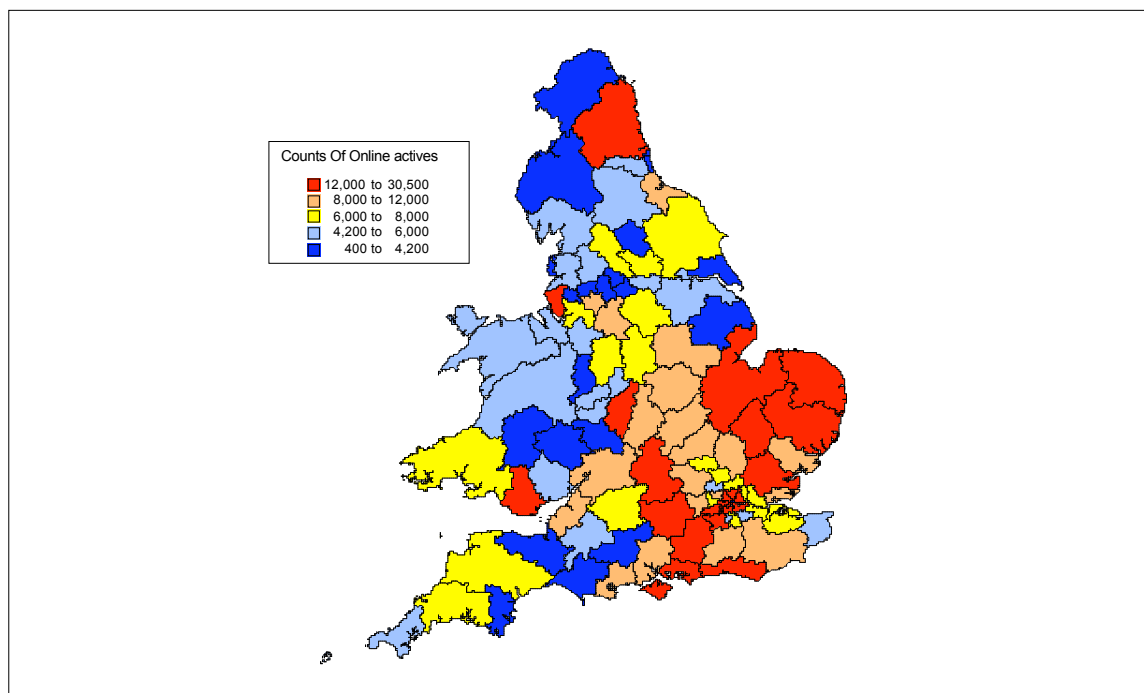 Counts Of Online actives
12,000 to 30,500
8,000 to 12,000
6,000 to 8,000
4,200 to 6,000
400 to 4,200